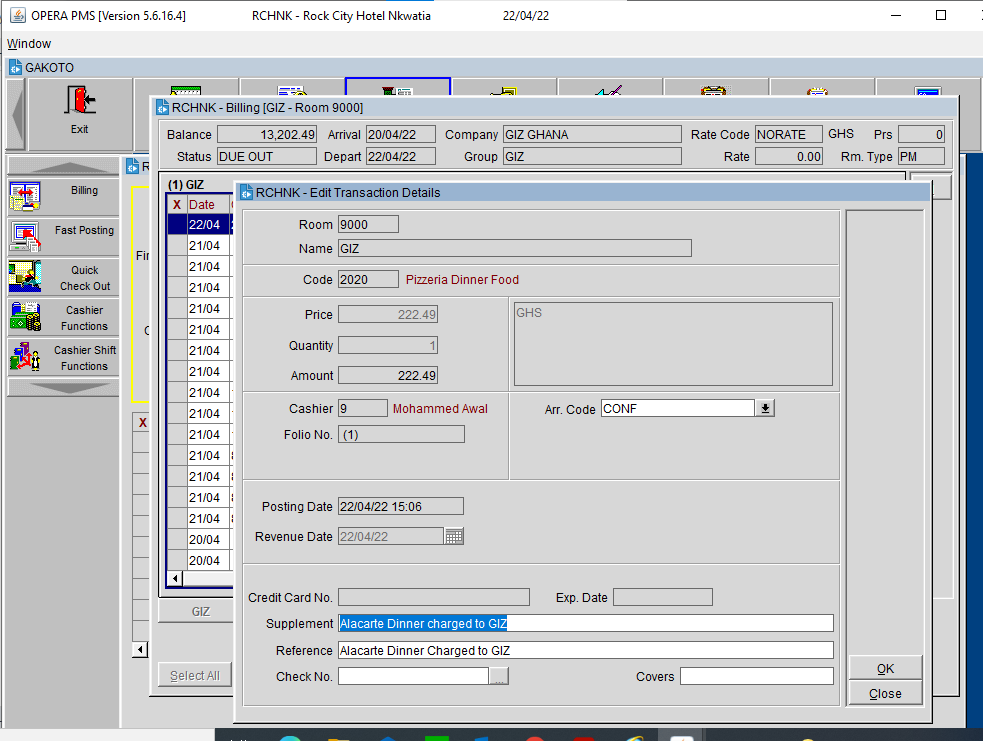 OPERA PMS [Version 5.6.16.4] RCHNK - Rock City Hotel Nkwatia 22/04/22
Window
GAKOTO
Exit
RCHNK - Billing [GIZ - Room 9000]
Balance 13,202.49 Arrival 20/04/22 Company GIZ GHANA Rate Code NORATE GHS Prs 0
Status DUE OUT Depart 22/04/22 Group GIZ Rate 0.00 Rm. Type PM
Billing
Fast Posting
Quick
Check Out
Cashier
Functions
Cashier Shift
Functions
X
(1) GIZ
X Date
22/04
21/04
21/04
21/04
21/04
21/04
21/04
21/04
21/04
21/04
21/04
21/04
21/04
21/04
21/04
20/04
20/04
GIZ
Select All
RCHNK - Edit Transaction Details
Room 9000
Name GIZ
Code 2020 Pizzeria Dinner Food
Price 222.49 GHS
Quantity 1
Amount 222.49
Cashier 9 Mohammed Awal Arr. Code CONF
Folio No. (1)
Posting Date 22/04/22 15:06
Revenue Date 22/04/22
Credit Card No. Exp. Date
Supplement Alacarte Dinner charged to GIZ
Reference Alacarte Dinner Charged to GIZ
Check No. ... Covers
OK
Close